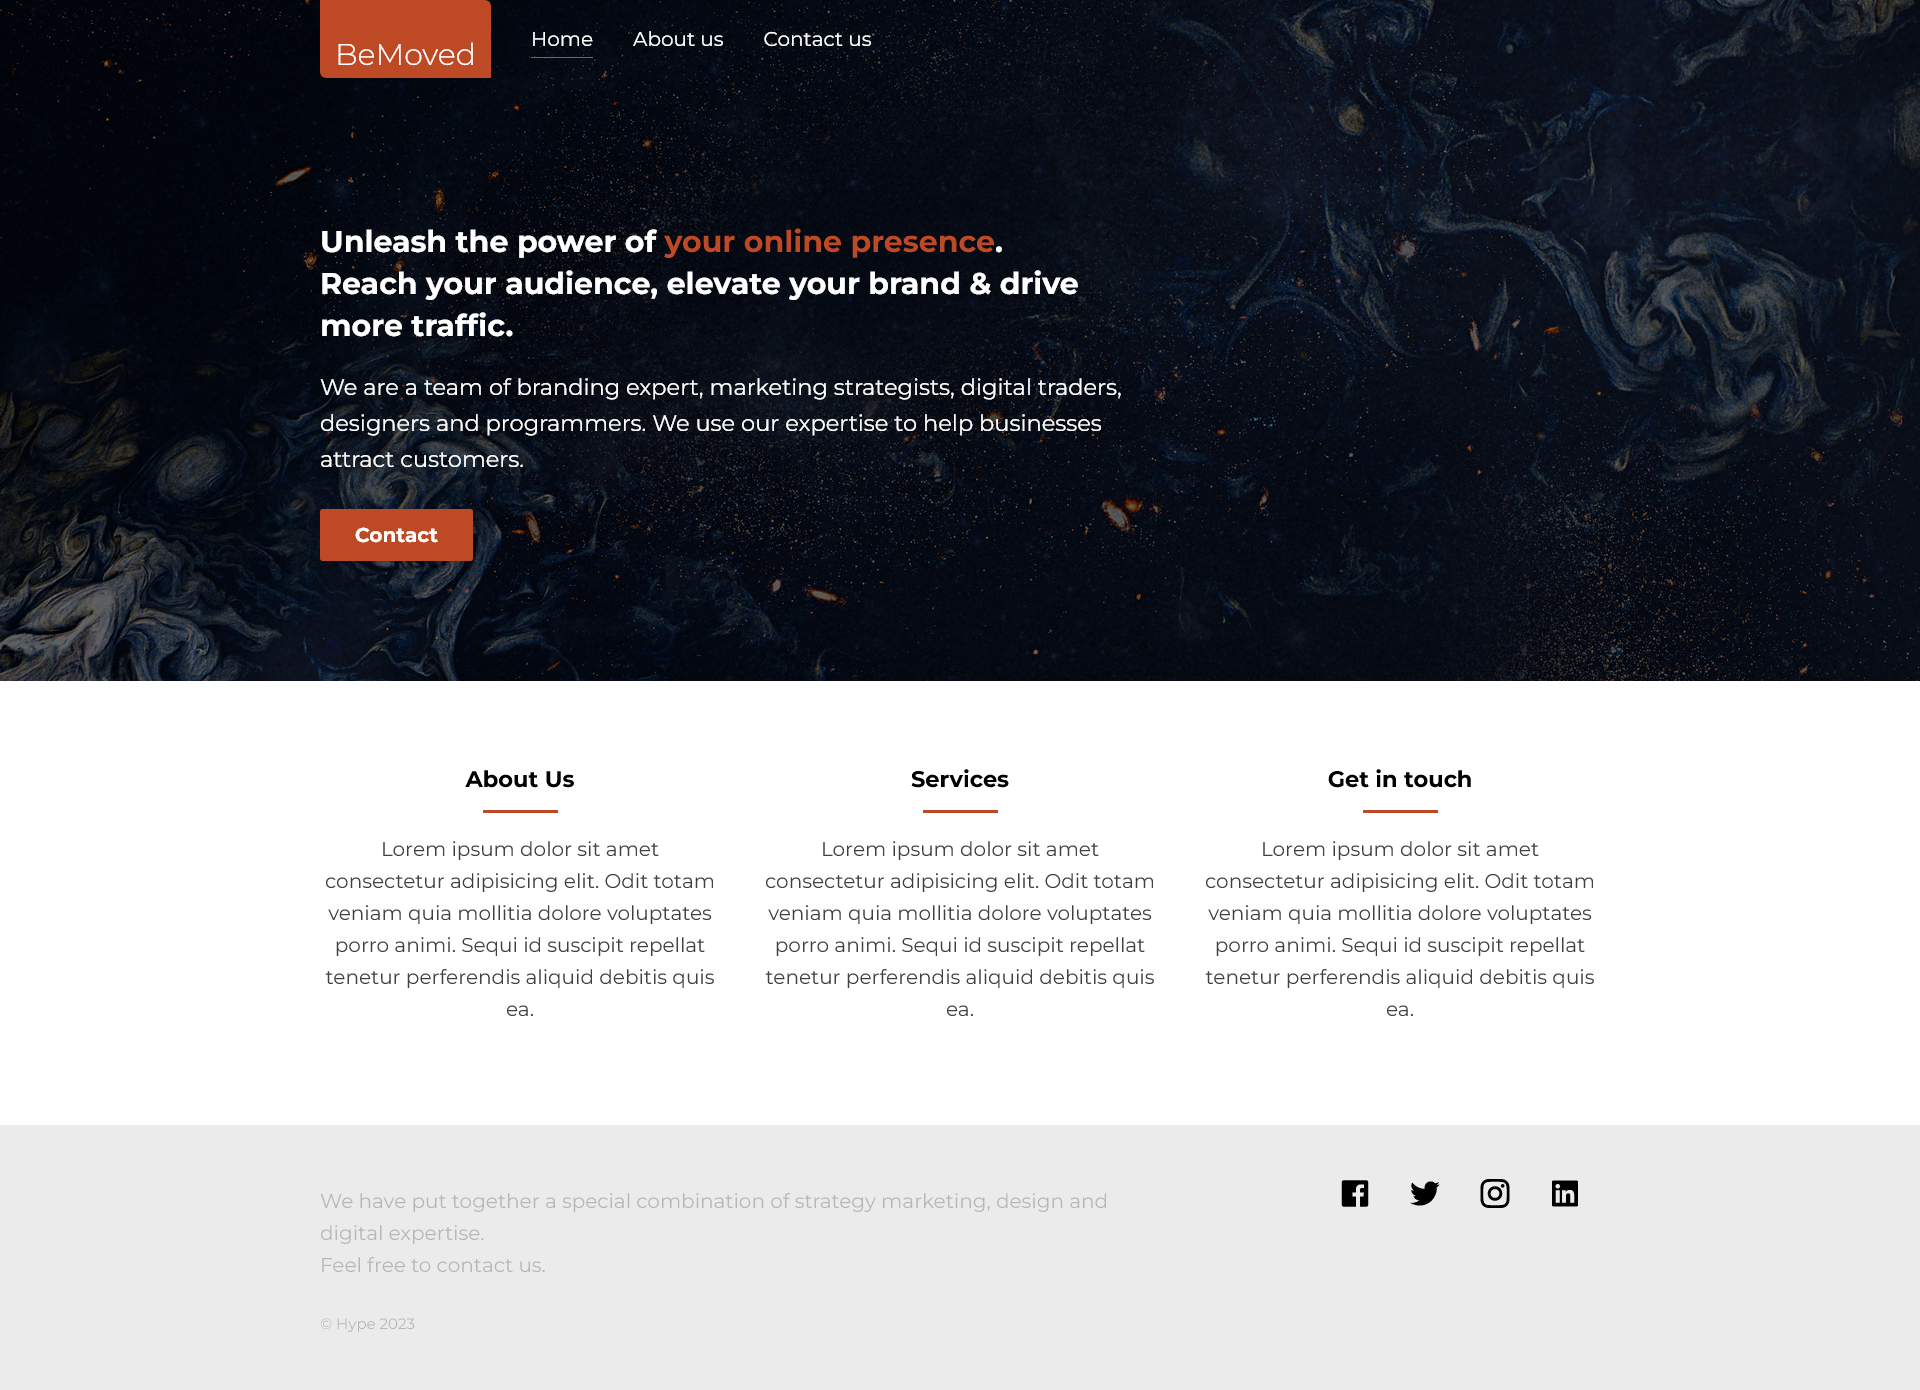 BeMoved
Home
About us
Contact us
Unleash the power of your online presence.
Reach your audience, elevate your brand & drive
more traffic.
We are a team of branding expert, marketing strategists, digital traders,
designers and programmers. We use our expertise to help businesses
attract customers.
Contact
About Us
Lorem ipsum dolor sit amet
consectetur adipisicing elit. Odit totam
veniam quia mollitia dolore voluptates
porro animi. Sequi id suscipit repellat
tenetur perferendis aliquid debitis quis
ea.
Services
Lorem ipsum dolor sit amet
consectetur adipisicing elit. Odit totam
veniam quia mollitia dolore voluptates
porro animi. Sequi id suscipit repellat
tenetur perferendis aliquid debitis quis
ea.
Get in touch
Lorem ipsum dolor sit amet
consectetur adipisicing elit. Odit totam
veniam quia mollitia dolore voluptates
porro animi. Sequi id suscipit repellat
tenetur perferendis aliquid debitis quis
ea.
We have put together a special combination of strategy marketing, design and
digital expertise.
Feel free to contact us.
© Hype 2023